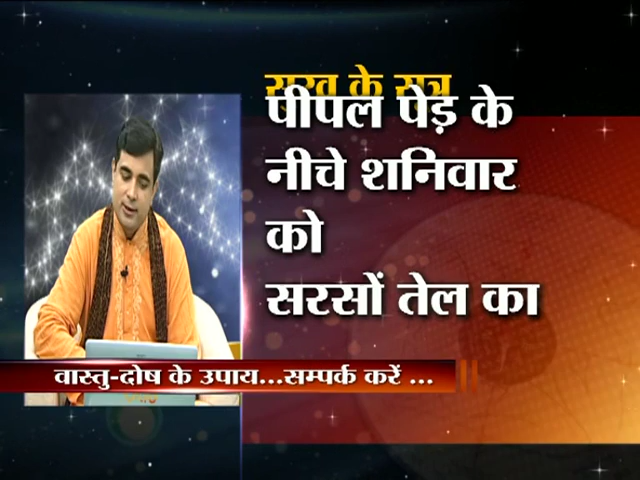 सुख के सूत्र
पीपल पेड़ के
नीचे शनिवार
को
सरसों तेल का
वास्तु-दोष के उपाय...सम्पर्क करें ...